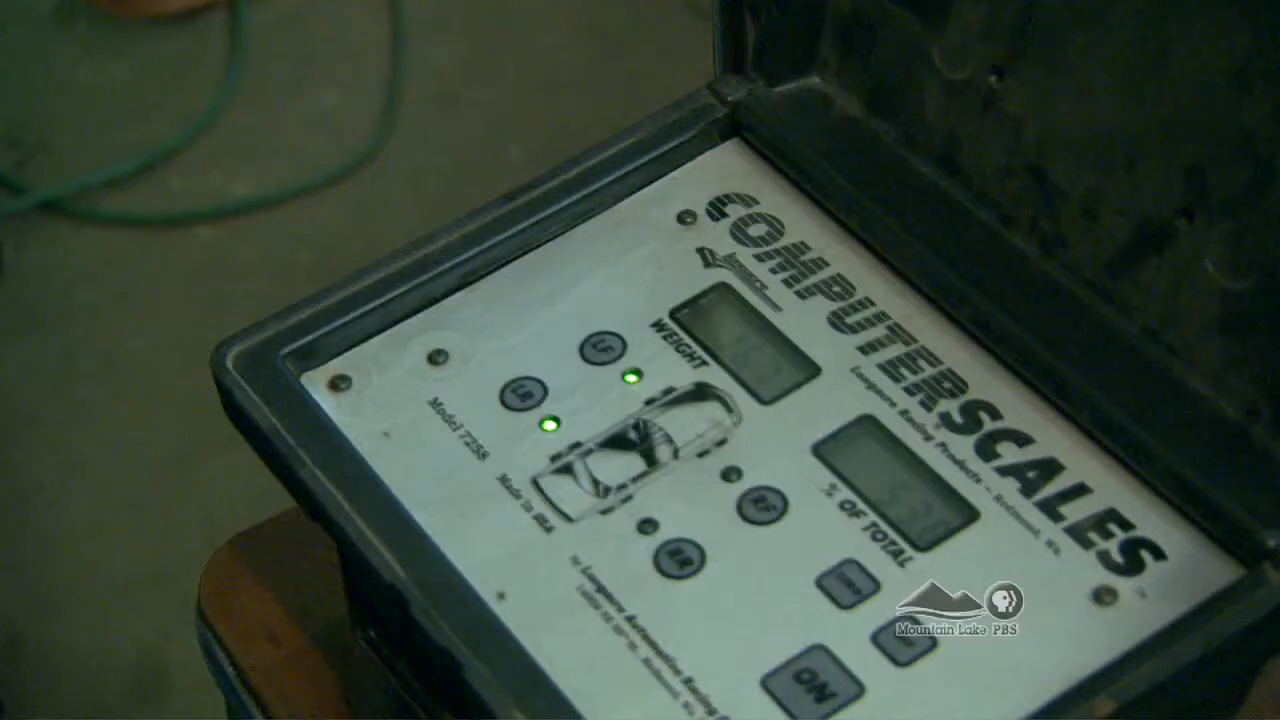 COMPUTERSCALES
Longacre Racing Products - Redmond, Wa.
WEIGHT
% OF TOTAL
LF
LR
RF
RR
Model 7258
Made in USA
by Longacre Automotive Racing
ON
Mountain Lake PBS